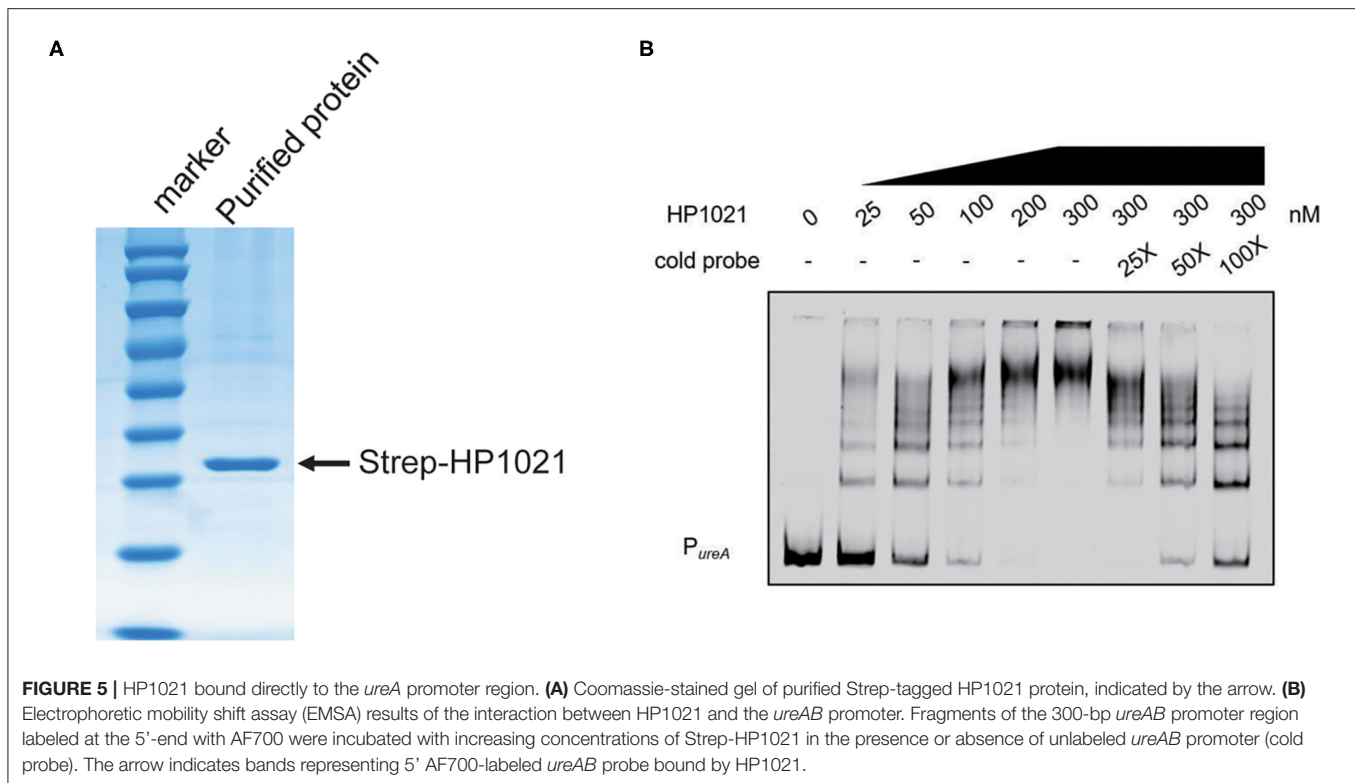 A
marker
Purified protein
Strep-HP1021
B
HP1021 0 25 50 100 200 300 300 300 300 nM
cold probe - - - - - - 25X 50X 100X
PureA
FIGURE 5 | HP1021 bound directly to the ureA promoter region. (A) Coomassie-stained gel of purified Strep-tagged HP1021 protein, indicated by the arrow. (B)
Electrophoretic mobility shift assay (EMSA) results of the interaction between HP1021 and the ureAB promoter. Fragments of the 300-bp ureAB promoter region
labeled at the 5'-end with AF700 were incubated with increasing concentrations of Strep-HP1021 in the presence or absence of unlabeled ureAB promoter (cold
probe). The arrow indicates bands representing 5' AF700-labeled ureAB probe bound by HP1021.